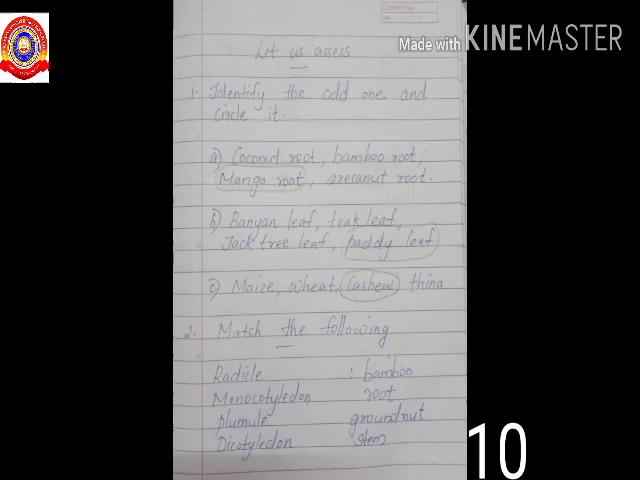 Made with KINEMASTER
Let us assess
1. Identify the odd one and
circle it.
a) Coconut root, bamboo root,
Mango root, arecanut root.
b) Banyan leaf, teak leaf,
Jack tree leaf, paddy leaf
c) Maize, wheat, Cashew, thina
2. Match the following
Radicle : bamboo
Monocotyledon root
Plumule groundnut
Dicotyledon stem
10